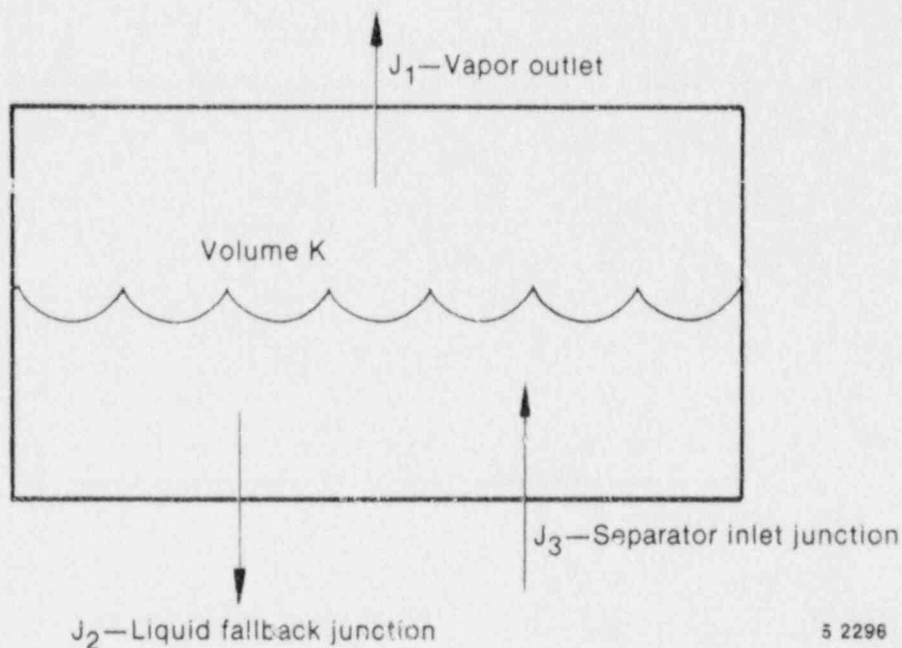 J1—Vapor outlet
Volume K
J3—Separator inlet junction
J2—Liquid fallback junction
5 2296